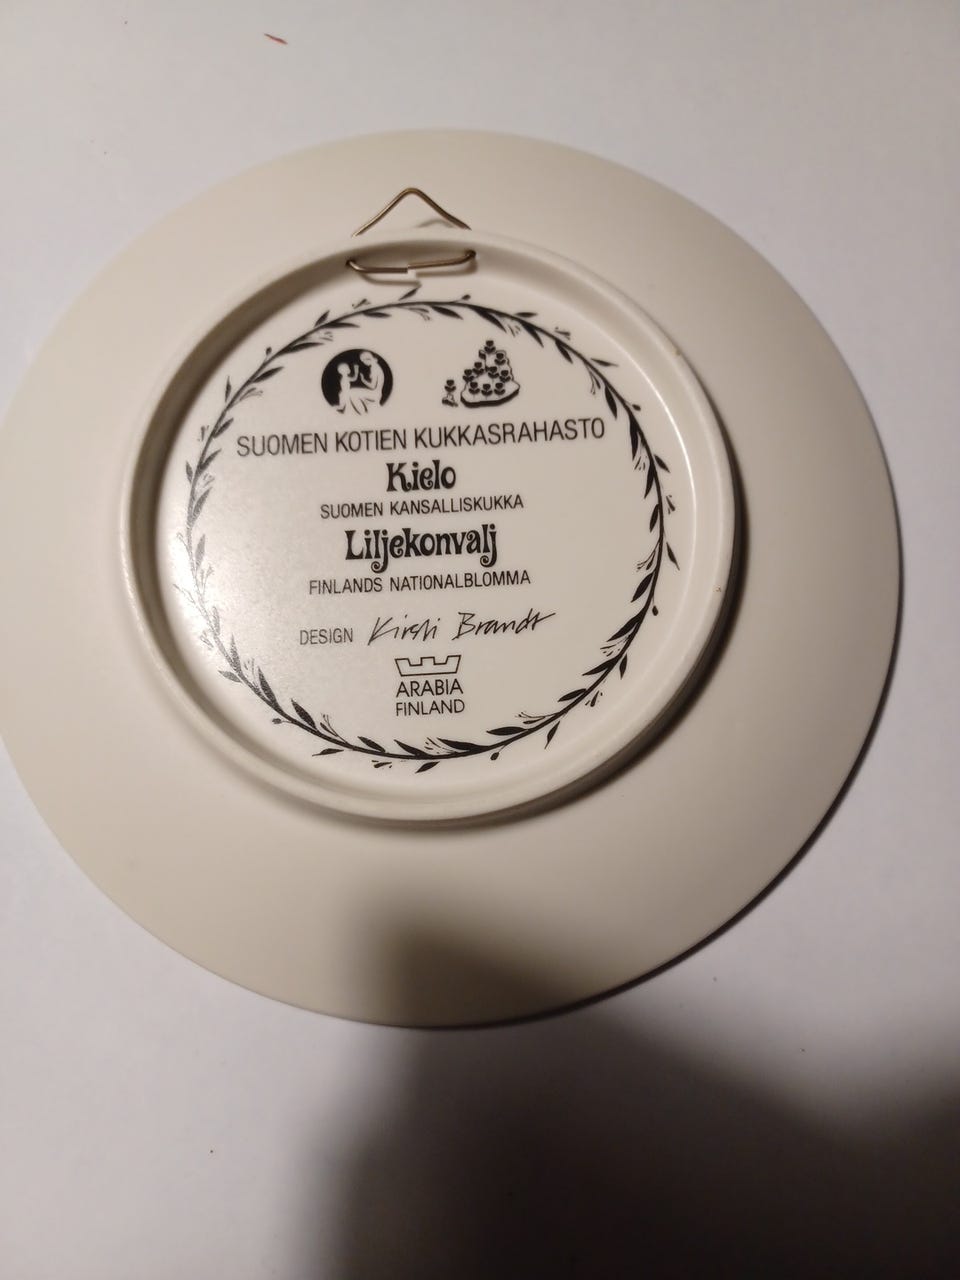 SUOMEN KOTIEN KUKKASRAHASTO
Kielo
SUOMEN KANSALLISKUKKA
Liljekonvalj
FINLANDS NATIONALBLOMMA
DESIGN Kirsti Brandt
ARABIA
FINLAND